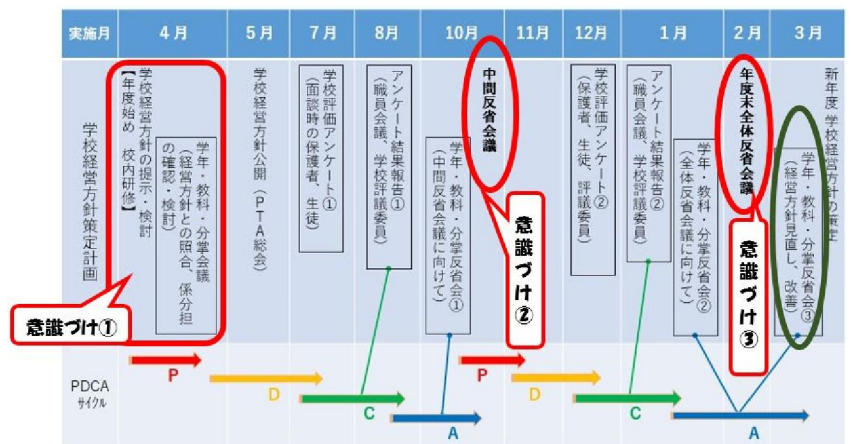 実施月
4月
5月
7月
8月
10月
11月
12月
1月
2月
3月
学校経営方針策定計画
【年度始め 校内研修】
学校経営方針の提示・検討
学年・教科・分掌会議
(経営方針との照合、係分担
の確認・検討)
意識づけ①
学校経営方針公開(PTA総会)
学校評価アンケート①
(面談時の保護者、生徒)
アンケート結果報告①
(職員会議、学校評議委員)
学年・教科・分掌反省会①
(中間反省会議に向けて)
中間反省会議
意識づけ②
学校評価アンケート②
(保護者、生徒、評議委員)
アンケート結果報告②
(職員会議、学校評議委員)
学年・教科・分掌反省会②
(全体反省会議に向けて)
年度末全体反省会議
意識づけ③
学年・教科・分掌反省会③
(経営方針見直し、改善)
新年度 学校経営方針の策定
PDCA
サイクル
P
D
C
A
P
D
C
A